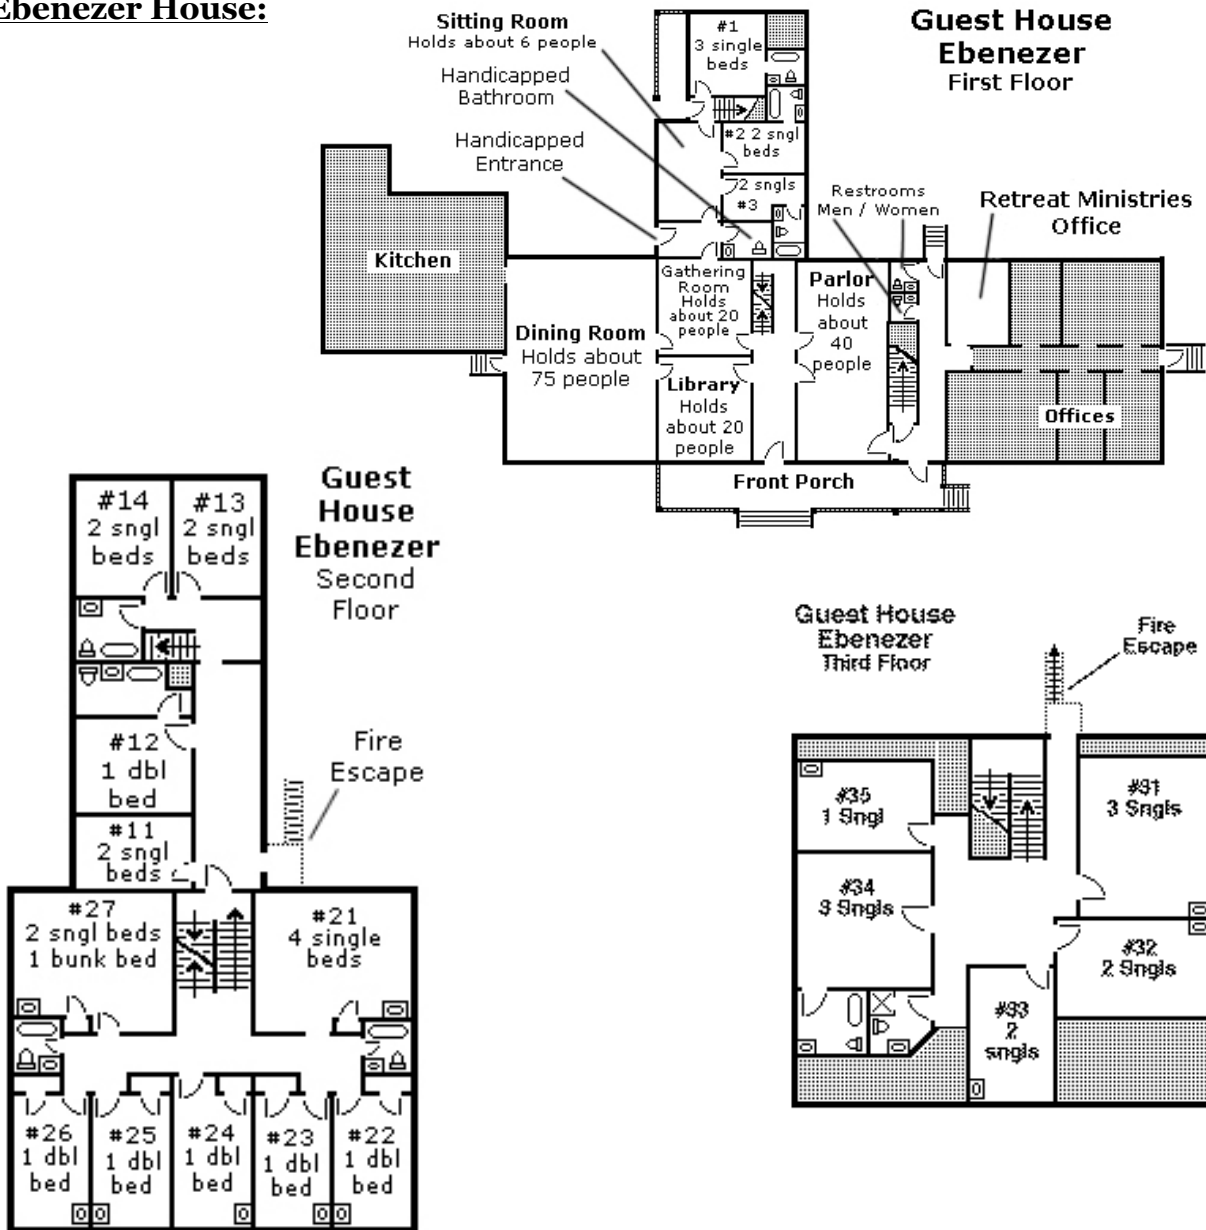 Ebenezer House:
Guest House
Ebenezer
First Floor
Sitting Room
Holds about 6 people
Handicapped
Bathroom
Handicapped
Entrance
#1
3 single
beds
#2 2 sngl
beds
2 sngls
#3
Restrooms
Men / Women
Retreat Ministries
Office
Kitchen
Dining Room
Holds about
75 people
Gathering
Room
Holds
about 20
people
Library
Holds
about 20
people
Parlor
Holds
about
40
people
Offices
Front Porch
Guest
House
Ebenezer
Second
Floor
#14
2 sngl
beds
#13
2 sngl
beds
#12
1 dbl
bed
#11
2 sngl
beds
Fire
Escape
#27
2 sngl beds
1 bunk bed
#21
4 single
beds
#26
1 dbl
bed
#25
1 dbl
bed
#24
1 dbl
bed
#23
1 dbl
bed
#22
1 dbl
bed
Guest House
Ebenezer
Third Floor
Fire
Escape
#35
1 Sngl
#34
3 Sngls
#31
3 Sngls
#32
2 Sngls
#33
2
sngls